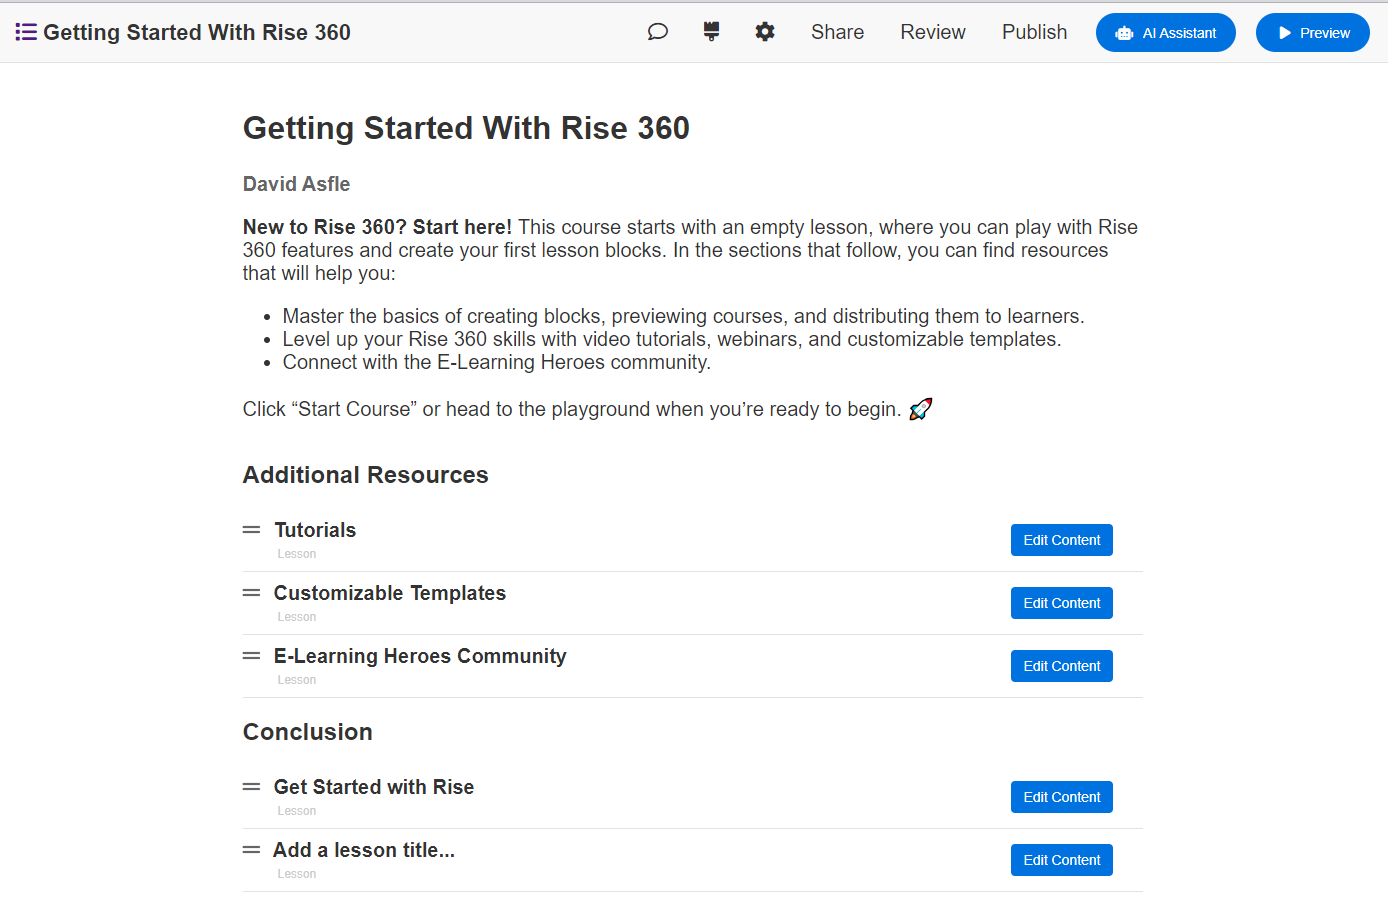 Getting Started With Rise 360
Share
Review
Publish
AI Assistant
Preview
Getting Started With Rise 360
David Asfle
New to Rise 360? Start here! This course starts with an empty lesson, where you can play with Rise
360 features and create your first lesson blocks. In the sections that follow, you can find resources
that will help you:
• Master the basics of creating blocks, previewing courses, and distributing them to learners.
• Level up your Rise 360 skills with video tutorials, webinars, and customizable templates.
• Connect with the E-Learning Heroes community.
Click “Start Course” or head to the playground when you’re ready to begin. 🚀
Additional Resources
Tutorials
Lesson
Edit Content
Customizable Templates
Lesson
Edit Content
E-Learning Heroes Community
Lesson
Edit Content
Conclusion
Get Started with Rise
Lesson
Edit Content
Add a lesson title...
Lesson
Edit Content